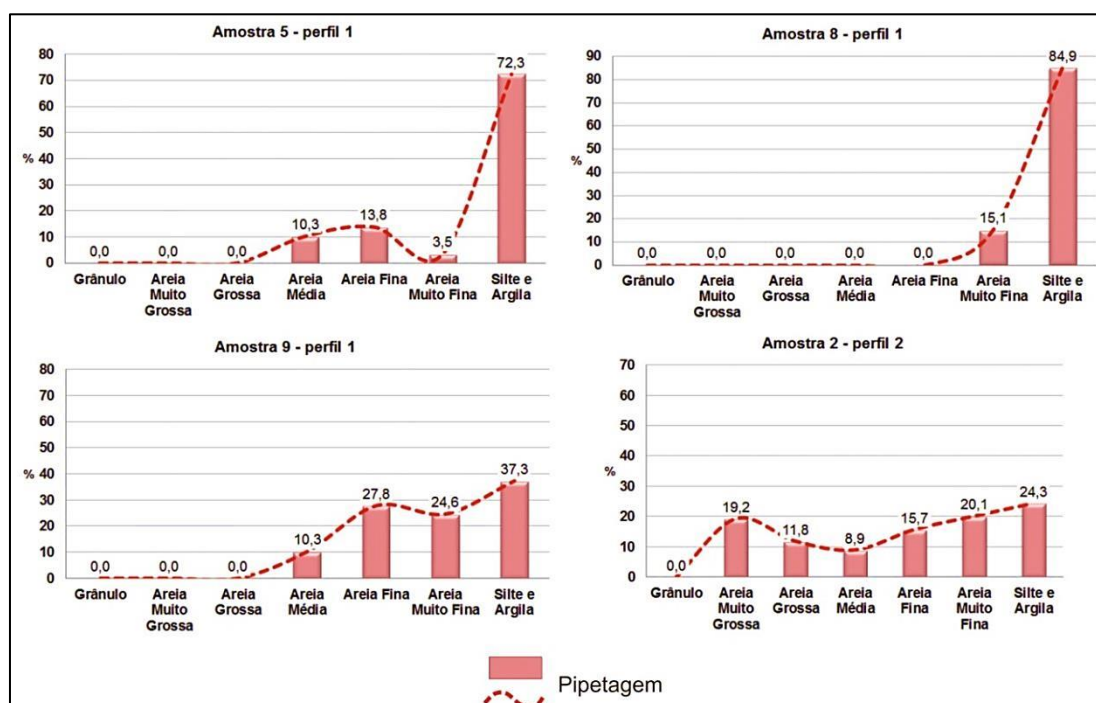 Amostra 5 - perfil 1
80
70
60
50
40
30
20
10
0
%
0,0
0,0
0,0
10,3
13,8
3,5
72,3
Grânulo
Areia Muito Grossa
Areia Grossa
Areia Média
Areia Fina
Areia Muito Fina
Silte e Argila
Amostra 8 - perfil 1
90
80
70
60
50
40
30
20
10
0
%
0,0
0,0
0,0
0,0
0,0
15,1
84,9
Grânulo
Areia Muito Grossa
Areia Grossa
Areia Média
Areia Fina
Areia Muito Fina
Silte e Argila
Amostra 9 - perfil 1
80
70
60
50
40
30
20
10
0
%
0,0
0,0
0,0
10,3
27,8
24,6
37,3
Grânulo
Areia Muito Grossa
Areia Grossa
Areia Média
Areia Fina
Areia Muito Fina
Silte e Argila
Amostra 2 - perfil 2
70
60
50
40
30
20
10
0
%
0,0
19,2
11,8
8,9
15,7
20,1
24,3
Grânulo
Areia Muito Grossa
Areia Grossa
Areia Média
Areia Fina
Areia Muito Fina
Silte e Argila
Pipetagem